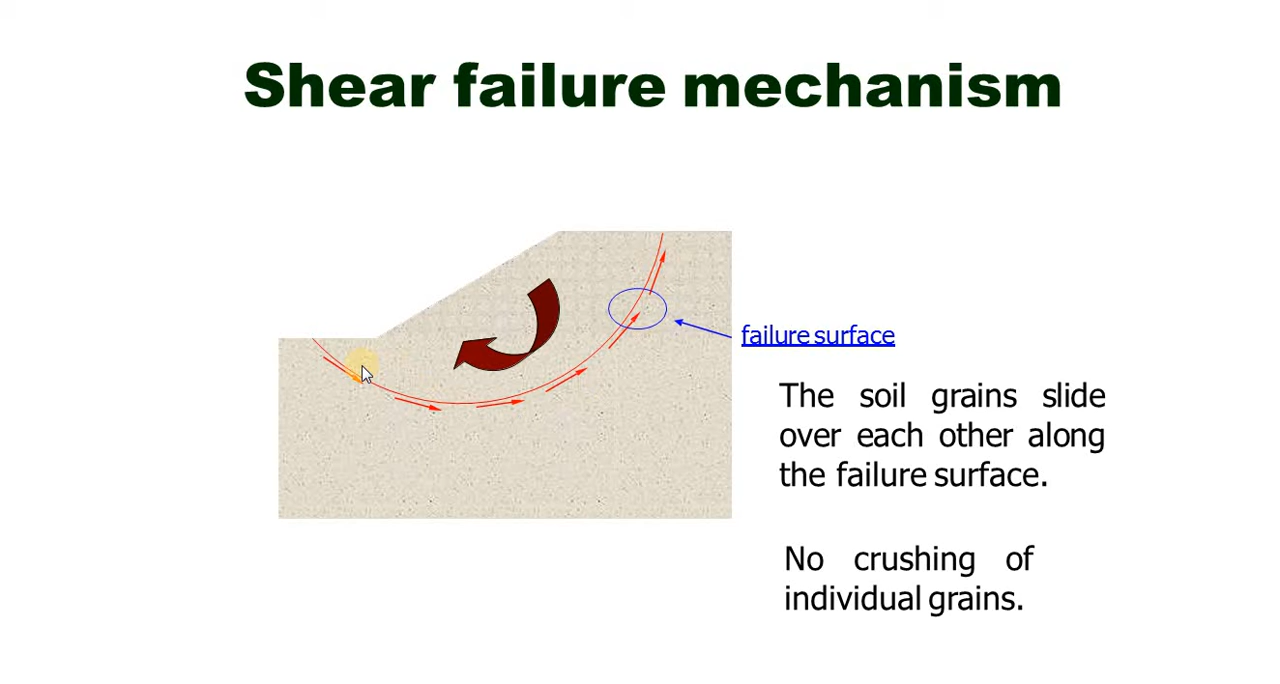 Shear failure mechanism
failure surface
The soil grains slide
over each other along
the failure surface.
No crushing of
individual grains.